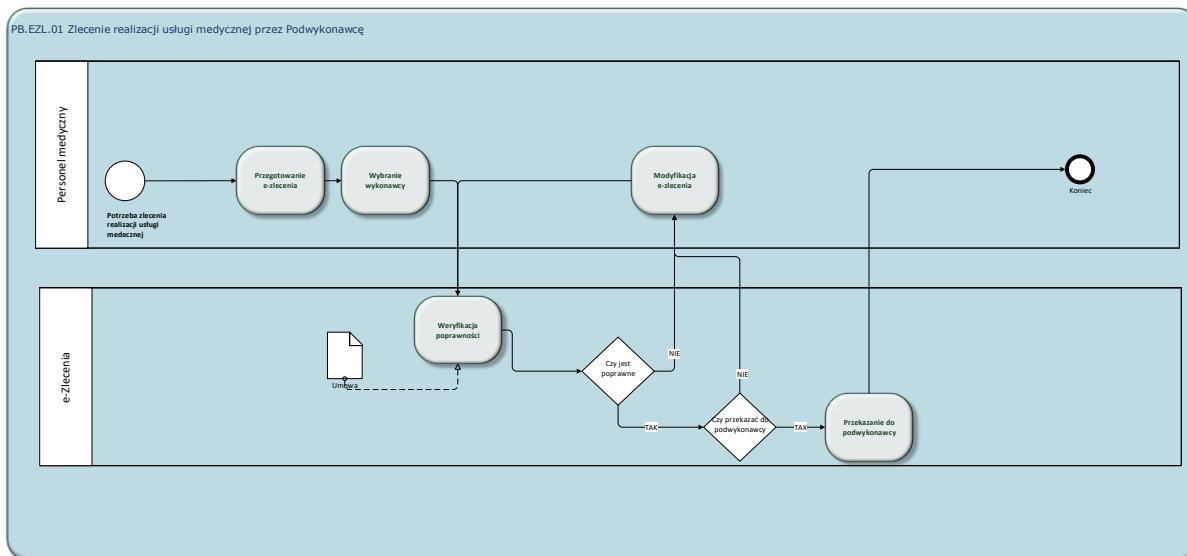 PB.EZL.01 Zlecenie realizacji usługi medycznej przez Podwykonawcę
Personel medyczny
Przegotowanie
e-zlecenia
Wybranie
wykonawcy
Modyfikacja
e-zlecenia
Koniec
Potrzeba zlecenia
realizacji usługi
medecznej
e-Zlecenia
Weryfikacja
poprawności
Umowa
Czy jest
poprawne
NIE
NIE
TAK
Czy przekazać do
podwykonawcy
TAK
Przekazanie do
podwykonawcy